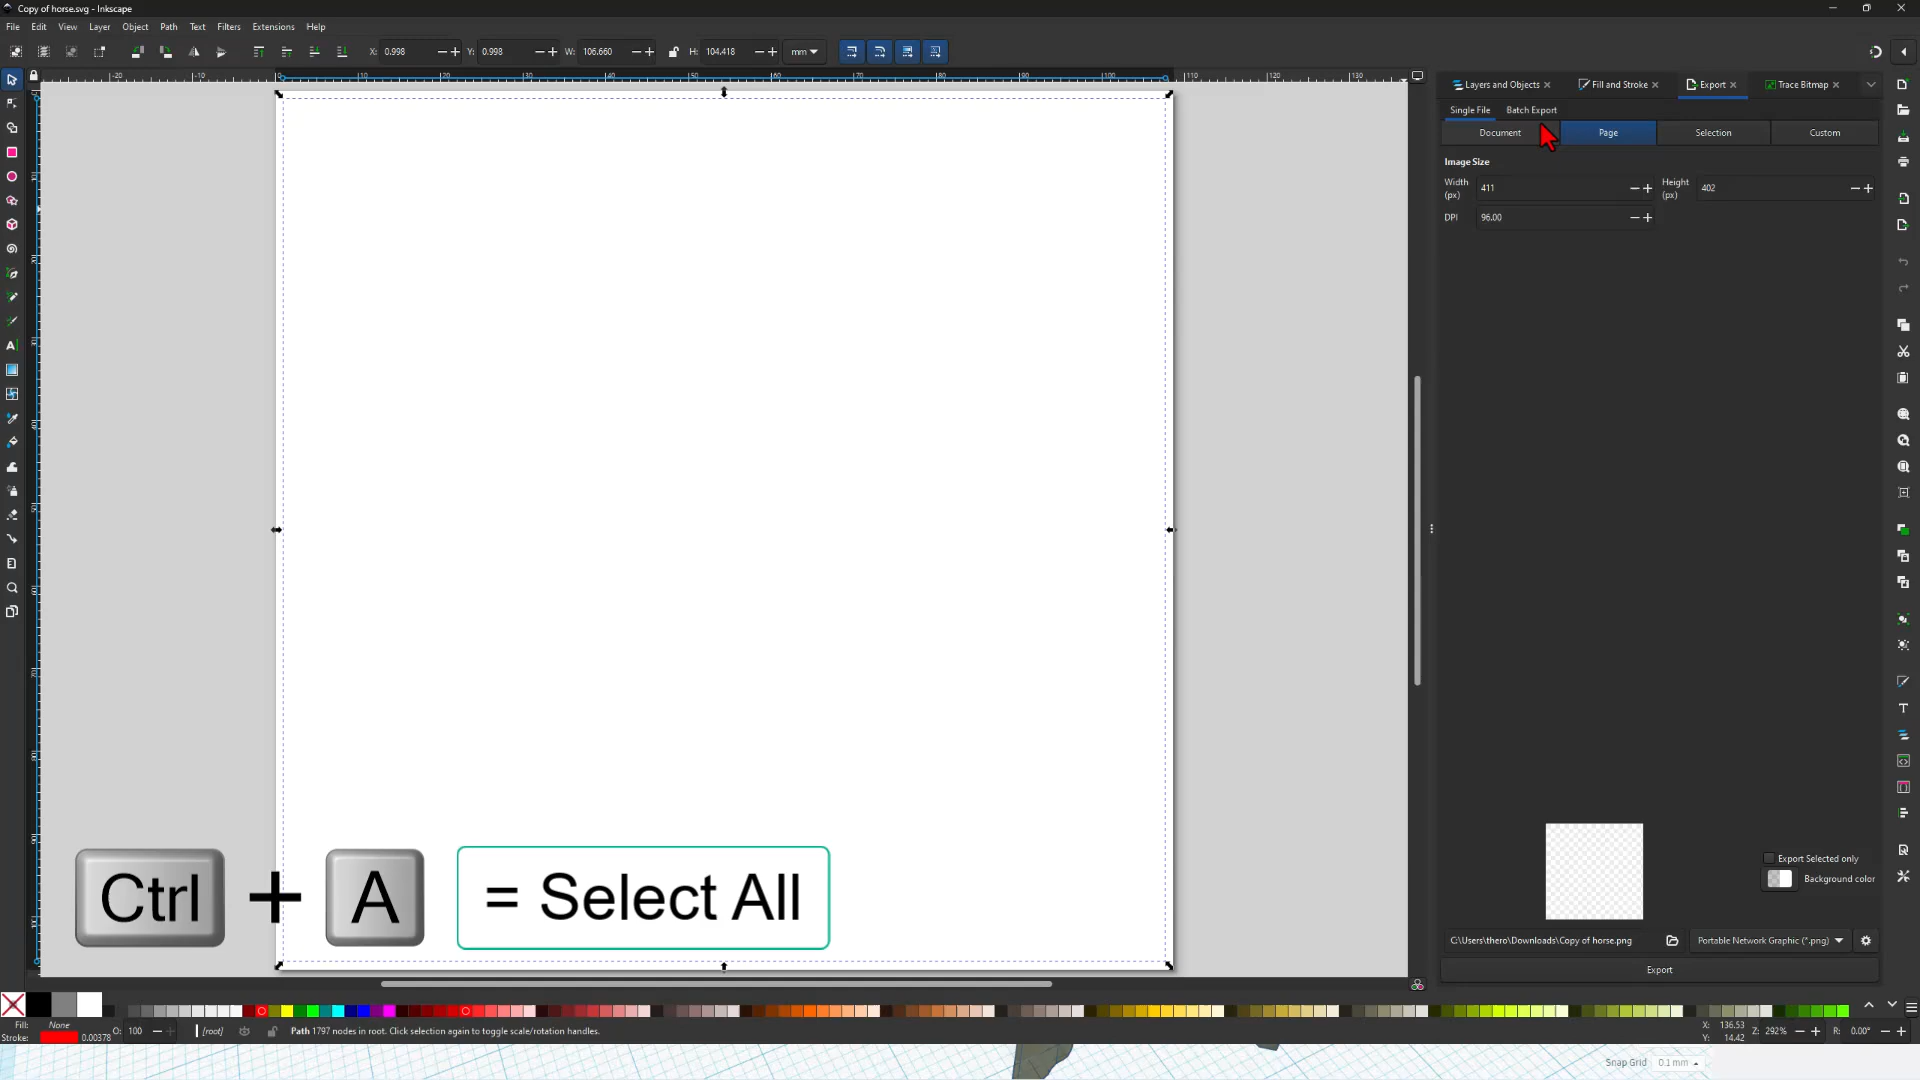 Copy of horse.svg - Inkscape
File Edit View Layer Object Path Text Filters Extensions Help
X: 0.998 Y: 0.998 W: 106.660 H: 104.418 mm
Layers and Objects Fill and Stroke Export Trace Bitmap
Single File Batch Export
Document Page Selection Custom
Image Size
Width (px) 411 Height (px) 402
DPI 96.00
Ctrl + A = Select All
Export Selected only
Background color
C:\Users\thero\Downloads\Copy of horse.png Portable Network Graphic (*.png)
Export
Fill: None
Stroke: 0.00378 O: 100 [root] Path 1797 nodes in root. Click selection again to toggle scale/rotation handles.
X: 136.53
Y: 14.42
Z: 292% R: 0.00°
Snap Grid 0.1 mm